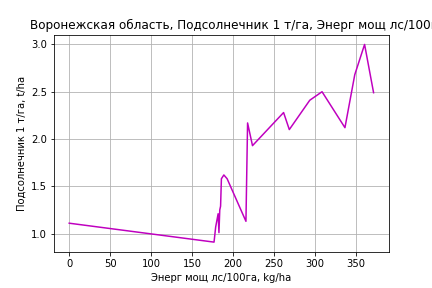 Воронежская область, Подсолнечник 1 т/га, Энерг мощ лс/100
3.0
2.5
2.0
1.5
1.0
Подсолнечник 1 т/га, t/ha
0 50 100 150 200 250 300 350
Энерг мощ лс/100га, kg/ha